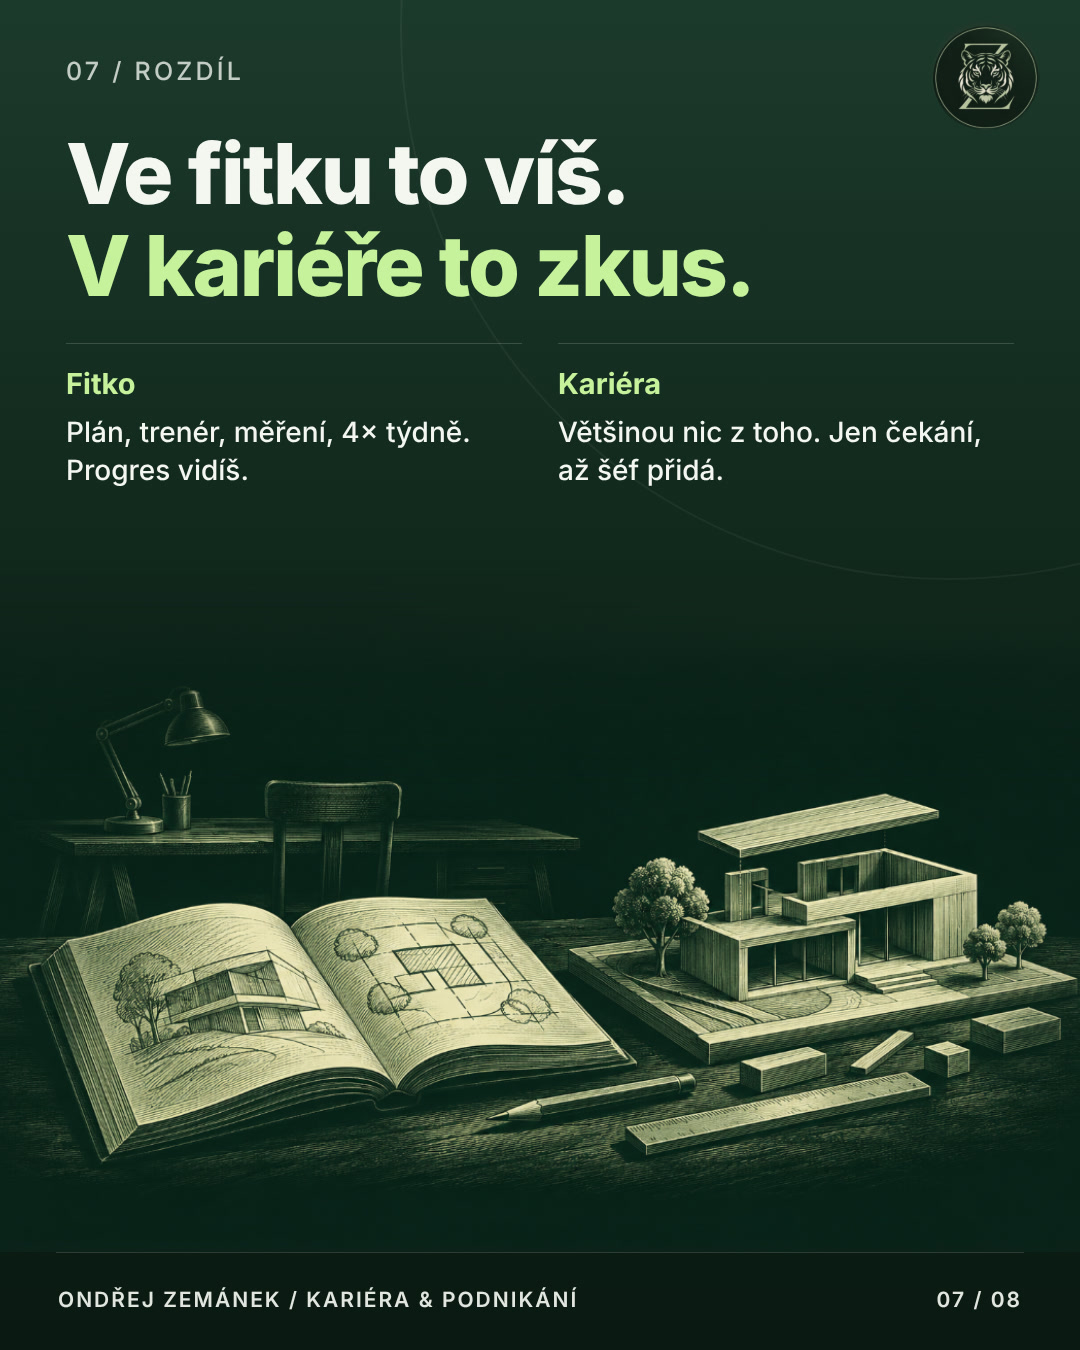 07 / ROZDÍL
Ve fitku to víš.
V kariéře to zkus.
Fitko
Plán, trenér, měření, 4× týdně.
Progres vidíš.
Kariéra
Většinou nic z toho. Jen čekání,
až šéf přidá.
ONDŘEJ ZEMÁNEK / KARIÉRA & PODNIKÁNÍ
07 / 08